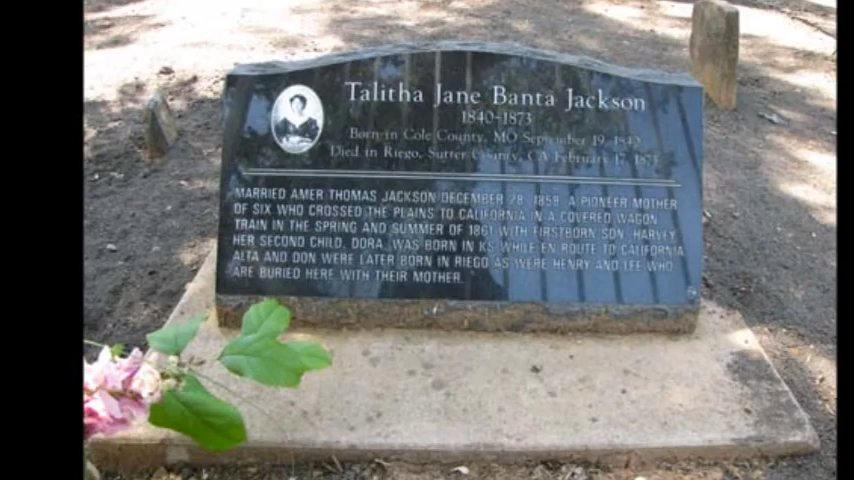 Talitha Jane Banta Jackson
1840-1873
Born in Cole County, MO September 19, 1840
Died in Riego, Sutter County, CA February 17, 1873
MARRIED AMER THOMAS JACKSON DECEMBER 28, 1858. A PIONEER MOTHER
OF SIX WHO CROSSED THE PLAINS TO CALIFORNIA IN A COVERED WAGON
TRAIN IN THE SPRING AND SUMMER OF 1861 WITH FIRSTBORN SON, HARVEY.
HER SECOND CHILD, DORA, WAS BORN IN KS WHILE EN ROUTE TO CALIFORNIA
ALTA AND DON WERE LATER BORN IN RIEGO AS WERE HENRY AND LEE WHO
ARE BURIED HERE WITH THEIR MOTHER.